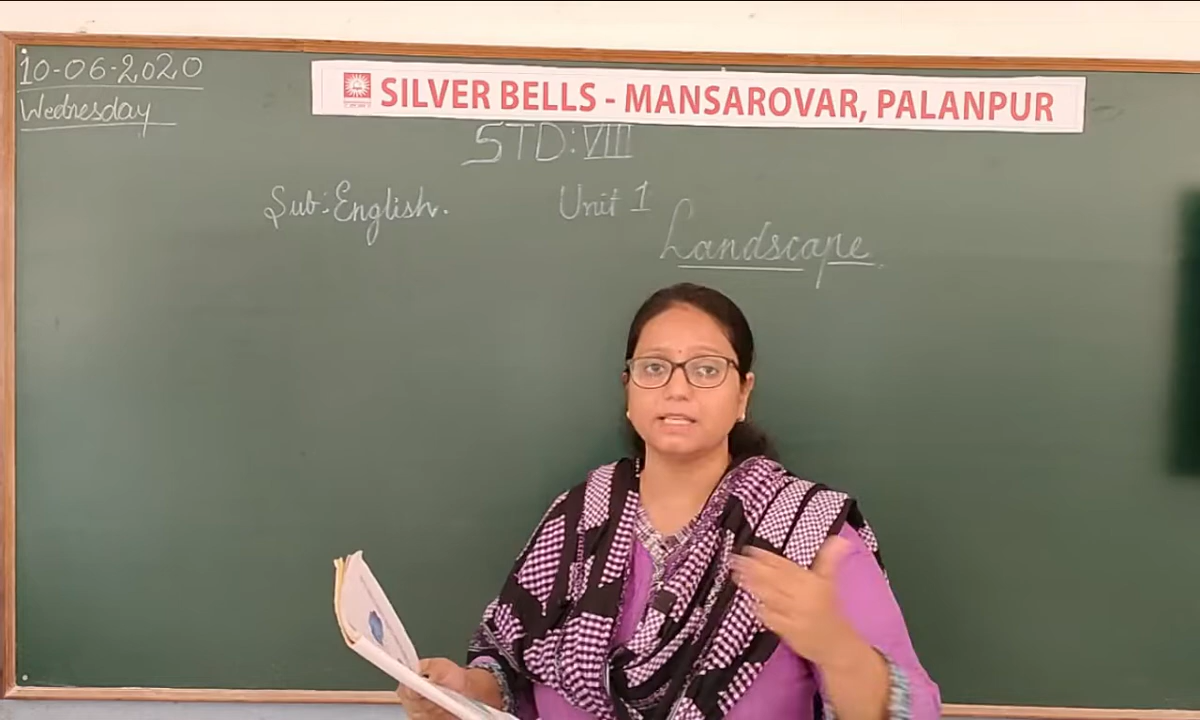 10-06-2020
Wednesday
SILVER BELLS - MANSAROVAR, PALANPUR
STD: VIII
Sub: English. Unit 1
Landscape.